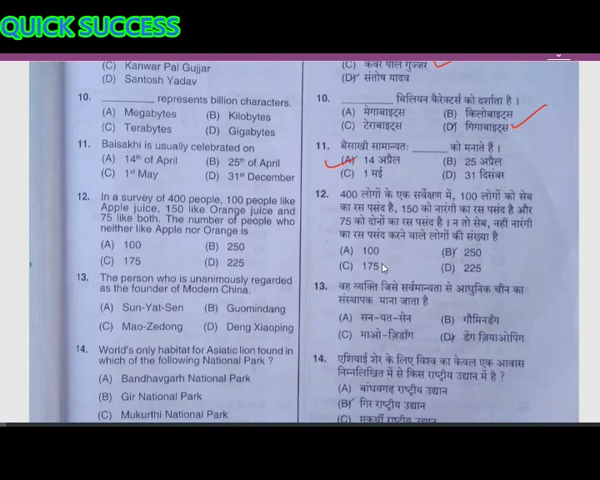 QUICK SUCCESS
(C) Kanwar Pal Gujjar
(D) Santosh Yadav
10. ________ represents billion characters.
(A) Megabytes (B) Kilobytes
(C) Terabytes (D) Gigabytes
11. Baisakhi is usually celebrated on
(A) 14th of April (B) 25th of April
(C) 1st May (D) 31st December
12. In a survey of 400 people, 100 people like
Apple juice, 150 like Orange juice and
75 like both. The number of people who
neither like Apple nor Orange is
(A) 100 (B) 250
(C) 175 (D) 225
13. The person who is unanimously regarded
as the founder of Modern China.
(A) Sun-Yat-Sen (B) Guomindang
(C) Mao-Zedong (D) Deng Xiaoping
14. World's only habitat for Asiatic lion found in
which of the following National Park ?
(A) Bandhavgarh National Park
(B) Gir National Park
(C) Mukurthi National Park
(C) कंवर पाल गुज्जर
(D) संतोष यादव
10. ________ बिलियन कैरेक्टर्स को दर्शाता है ।
(A) मेगाबाइट्स (B) किलोबाइट्स
(C) टेराबाइट्स (D) गिगाबाइट्स
11. बैसाखी सामान्यतः ______ को मनाते हैं ।
(A) 14 अप्रैल (B) 25 अप्रैल
(C) 1 मई (D) 31 दिसंबर
12. 400 लोगों के एक सर्वेक्षण में, 100 लोगों को सेब
का रस पसंद है, 150 को नारंगी का रस पसंद है और
75 को दोनों का रस पसंद है । न तो सेब, नहीं नारंगी
का रस पसंद करने वाले लोगों की संख्या है
(A) 100 (B) 250
(C) 175 (D) 225
13. वह व्यक्ति जिसे सर्वमान्यता से आधुनिक चीन का
संस्थापक माना जाता है
(A) सन-यत-सेन (B) गौमिनडँग
(C) माओ-ज़िडाँग (D) डेंग ज़ियाओपिंग
14. एशियाई शेर के लिए विश्व का केवल एक आवास
निम्नलिखित में से किस राष्ट्रीय उद्यान में है ?
(A) बांधवगढ़ राष्ट्रीय उद्यान
(B) गिर राष्ट्रीय उद्यान
(C) मुकुर्थी राष्ट्रीय उद्यान